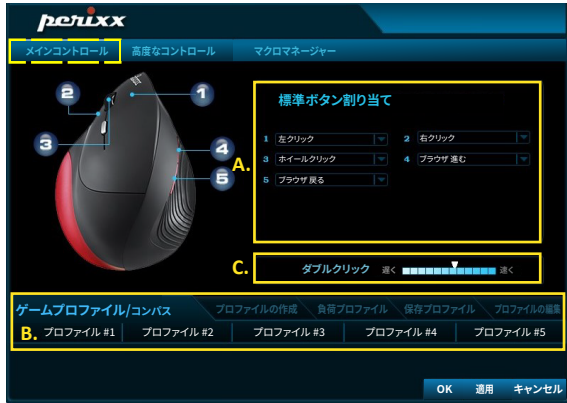 perixx
メインコントロール 高度なコントロール マクロマネージャー
標準ボタン割り当て
1
2
3
4
5
A.
1 左クリック 2 右クリック
3 ホイールクリック 4 ブラウザ 進む
5 ブラウザ 戻る
C. ダブルクリック 遅く 速く
ゲームプロファイル/コンパス プロファイルの作成 負荷プロファイル 保存プロファイル プロファイルの編集
B. プロファイル #1 プロファイル #2 プロファイル #3 プロファイル #4 プロファイル #5
OK 適用 キャンセル